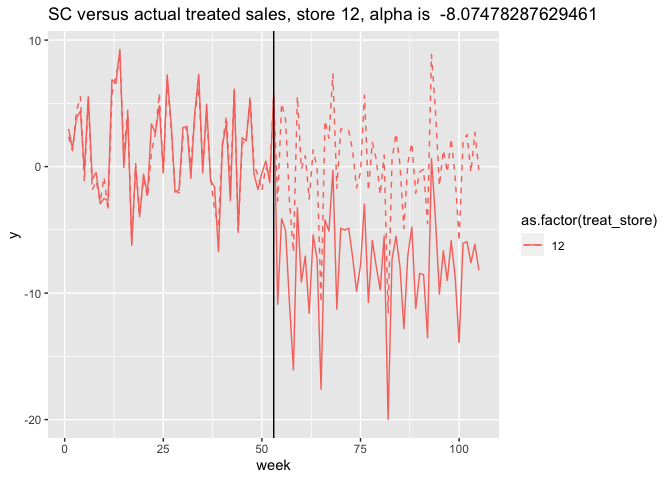 SC versus actual treated sales, store 12, alpha is  -8.07478287629461
10
0
-10
-20
y
0 25 50 75 100
week
as.factor(treat_store)
12